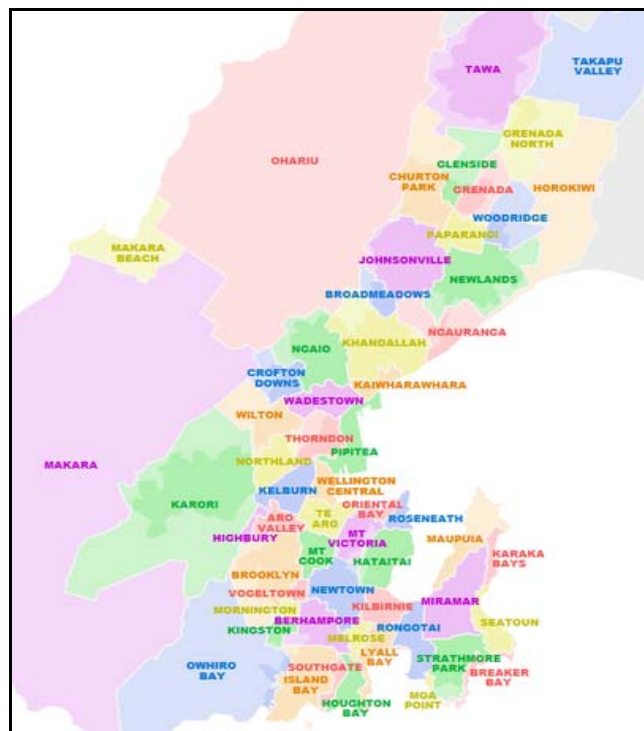 TAWA
TAKAPU
VALLEY
GRENADA
NORTH
OHARIU
GLENSIDE
CHURTON
PARK
GRENADA
HOROKIWI
WOODRIDGE
PAPARANGI
MAKARA
BEACH
JOHNSONVILLE
NEWLANDS
BROADMEADOWS
NGAURANGA
KHANDALLAH
NGAIO
CROFTON
DOWNS
KAIWHARAWHARA
WADESTOWN
WILTON
THORNDON
PIPITEA
MAKARA
NORTHLAND
KARORI
KELBURN
WELLINGTON
CENTRAL
ORIENTAL
BAY
ROSENEATH
ARO
VALLEY
TE
ARO
HIGHBURY
MT
VICTORIA
MAUPUIA
KARAKA
BAYS
MT
COOK
HATAITAI
BROOKLYN
VOGELTOWN
NEWTOWN
MIRAMAR
KILBIRNIE
MORNINGTON
BERHAMPORE
SEATOUN
KINGSTON
MELROSE
RONGOTAI
LYALL
BAY
OWHIRO
BAY
SOUTHGATE
STRATHMORE
PARK
ISLAND
BAY
BREAKER
BAY
HOUGHTON
BAY
MOA
POINT